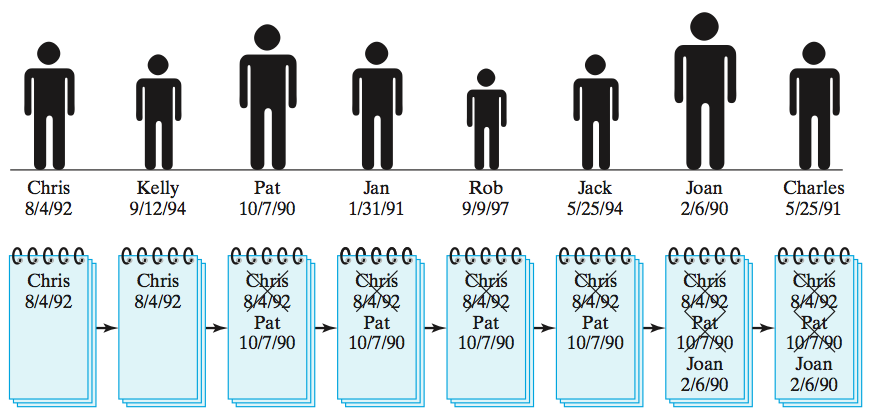 Chris
8/4/92
Kelly
9/12/94
Pat
10/7/90
Jan
1/31/91
Rob
9/9/97
Jack
5/25/94
Joan
2/6/90
Charles
5/25/91
Chris
8/4/92
Chris
8/4/92
Chris
8/4/92
Pat
10/7/90
Chris
8/4/92
Pat
10/7/90
Chris
8/4/92
Pat
10/7/90
Chris
8/4/92
Pat
10/7/90
Chris
8/4/92
Pat
10/7/90
Joan
2/6/90
Chris
8/4/92
Pat
10/7/90
Joan
2/6/90